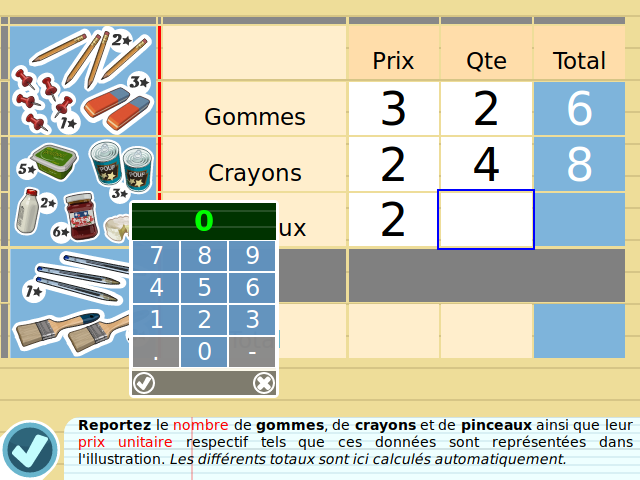 2★
3★
1★
Prix Qte Total
Gommes 3 2 6
Crayons 2 4 8
ux 2
5★
POUF
POUF
3★
2★
6★
0
7 8 9
4 5 6
1 2 3
. 0 -
1★
Reportez le nombre de gommes, de crayons et de pinceaux ainsi que leur
prix unitaire respectif tels que ces données sont représentées dans
l'illustration. Les différents totaux sont ici calculés automatiquement.